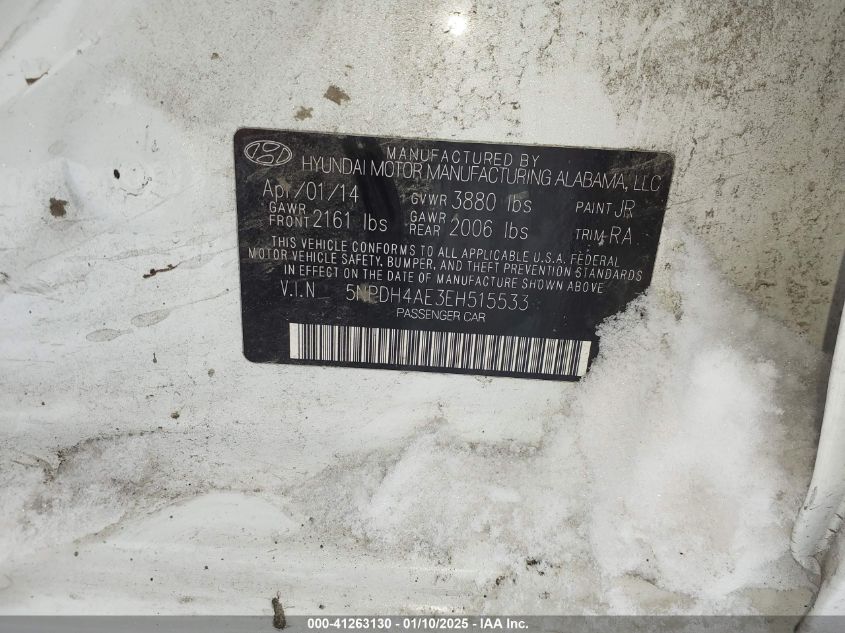 MANUFACTURED BY
HYUNDAI MOTOR MANUFACTURING ALABAMA, LLC
Apr/01/14 GVWR 3880 lbs PAINT JR
GAWR FRONT 2161 lbs GAWR REAR 2006 lbs TRIM RA
THIS VEHICLE CONFORMS TO ALL APPLICABLE U.S.A. FEDERAL
MOTOR VEHICLE SAFETY, BUMPER, AND THEFT PREVENTION STANDARDS
IN EFFECT ON THE DATE OF MANUFACTURE SHOWN ABOVE
V.I.N 5NPDH4AE3EH515533
PASSENGER CAR
000-41263130 - 01/10/2025 - IAA Inc.